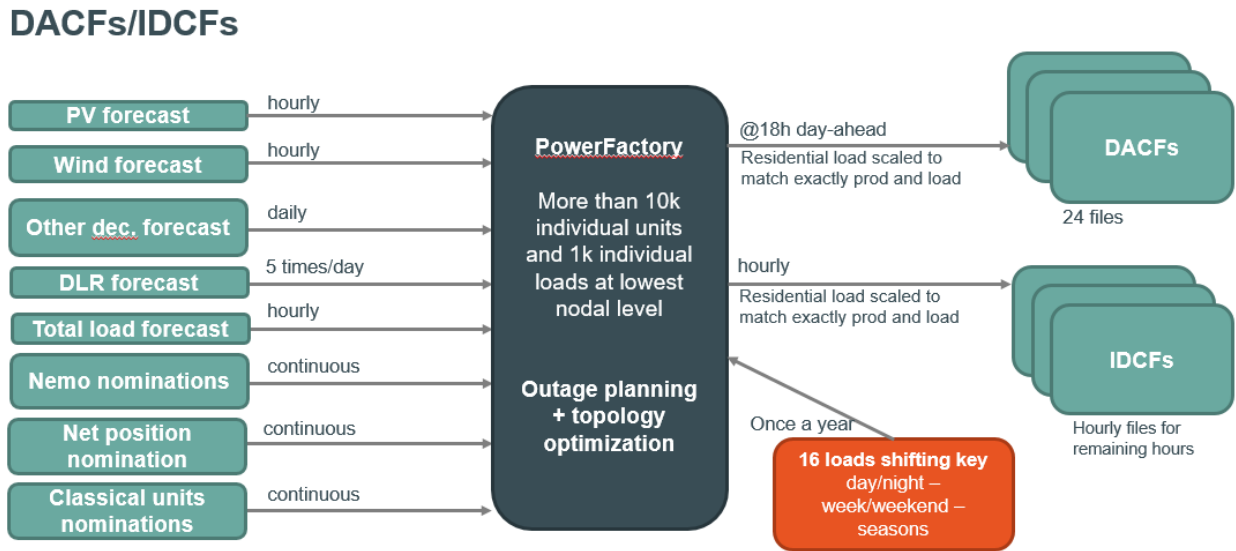 DACFs/IDCFs
PV forecast
hourly
Wind forecast
hourly
Other dec. forecast
daily
DLR forecast
5 times/day
Total load forecast
hourly
Nemo nominations
continuous
Net position
nomination
continuous
Classical units
nominations
continuous
PowerFactory
More than 10k
individual units
and 1k individual
loads at lowest
nodal level
Outage planning
+ topology
optimization
@18h day-ahead
Residential load scaled to
match exactly prod and load
DACFs
24 files
hourly
Residential load scaled to
match exactly prod and load
IDCFs
Hourly files for
remaining hours
Once a year
16 loads shifting key
day/night –
week/weekend –
seasons